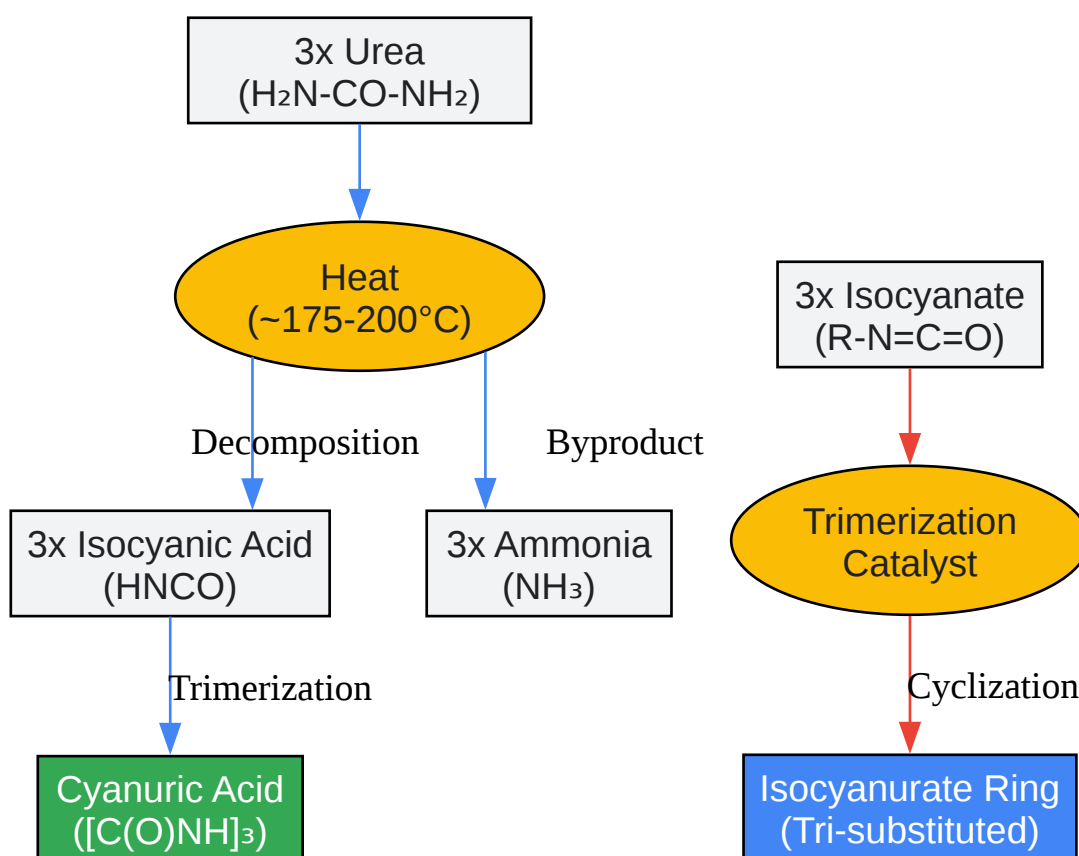 3x Urea
(H₂N-CO-NH₂)
Heat
(~175-200°C)
Decomposition
Byproduct
3x Isocyanic Acid
(HNCO)
3x Ammonia
(NH₃)
Trimerization
Cyanuric Acid
([C(O)NH]₃)
3x Isocyanate
(R-N=C=O)
Trimerization
Catalyst
Cyclization
Isocyanurate Ring
(Tri-substituted)